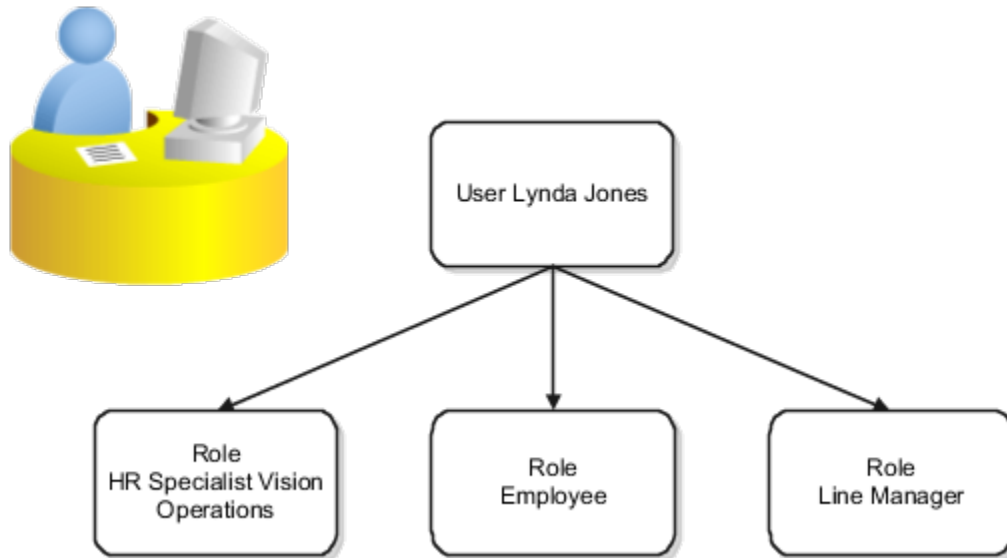 User Lynda Jones
Role
HR Specialist Vision
Operations
Role
Employee
Role
Line Manager